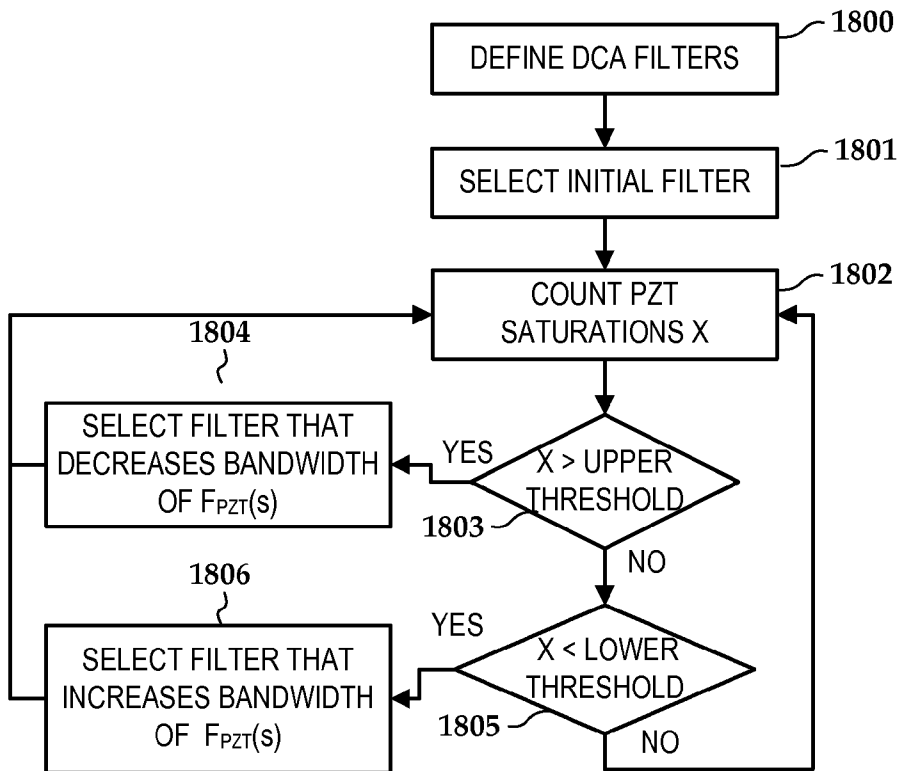 1800
DEFINE DCA FILTERS
1801
SELECT INITIAL FILTER
1802
COUNT PZT
SATURATIONS X
1804
SELECT FILTER THAT
DECREASES BANDWIDTH
OF FPZT(s)
YES
X > UPPER
THRESHOLD
1803
NO
1806
SELECT FILTER THAT
INCREASES BANDWIDTH
OF FPZT(s)
YES
X < LOWER
THRESHOLD
1805
NO